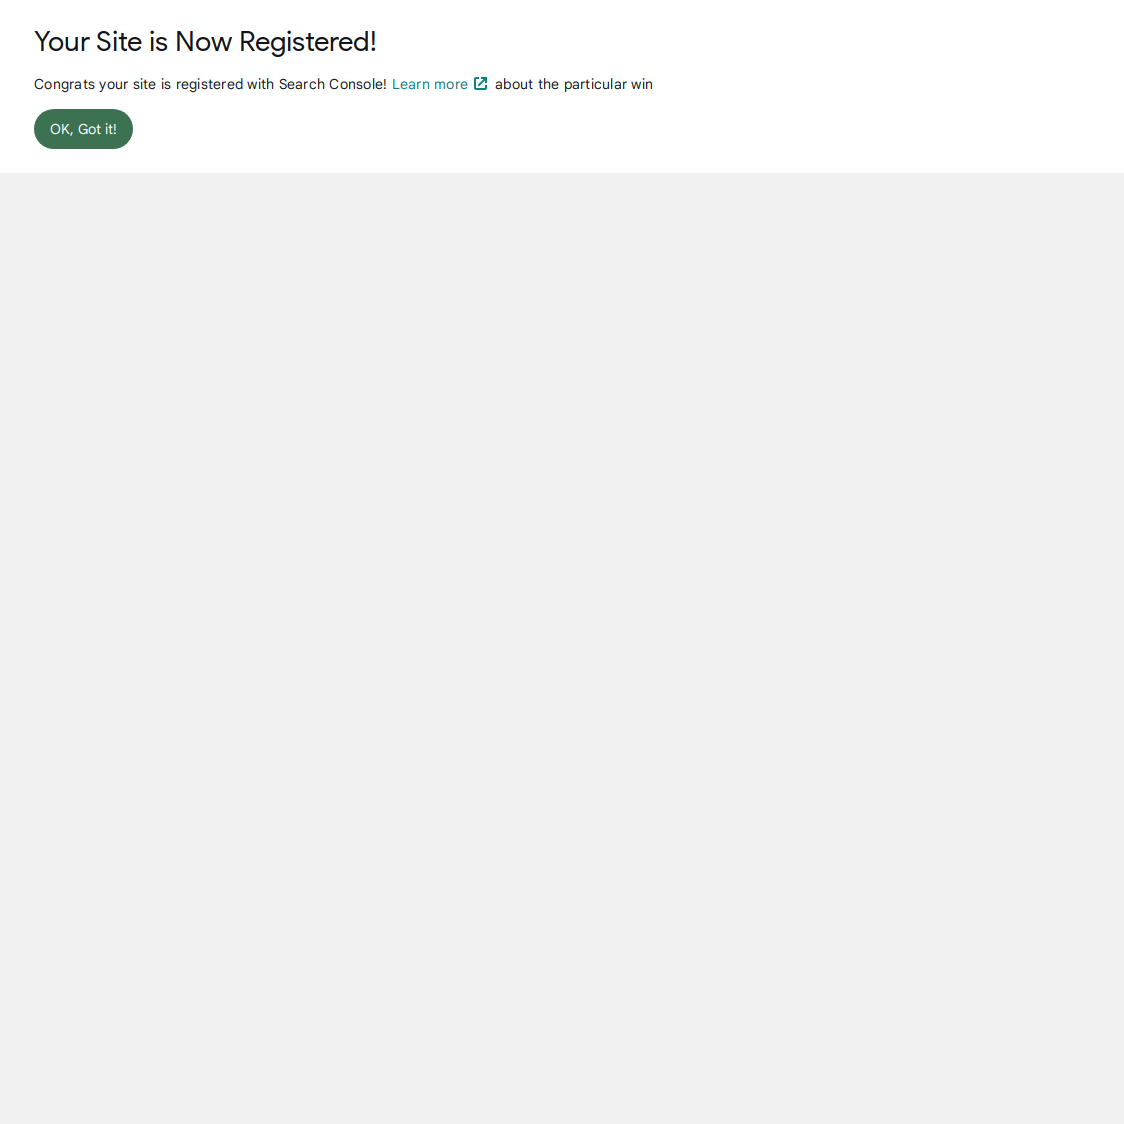 Your Site is Now Registered!
Congrats your site is registered with Search Console! Learn more about the particular win
OK, Got it!